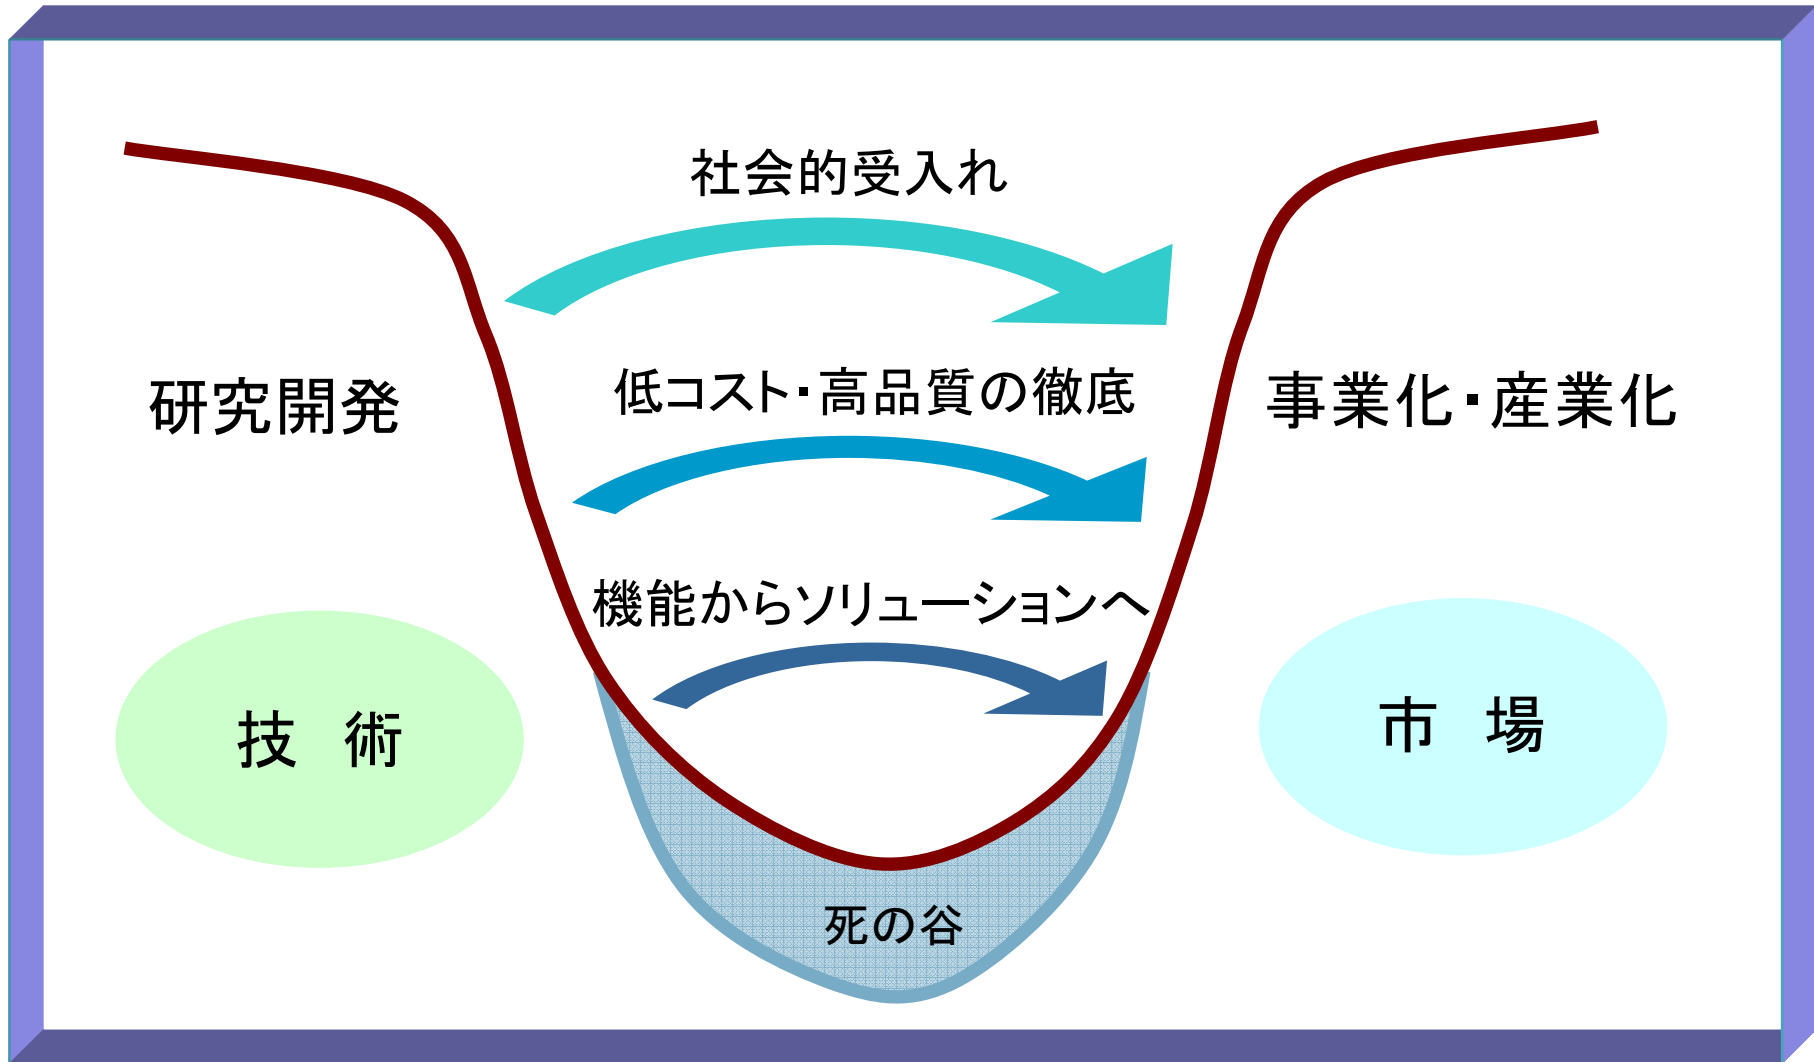 社会的受入れ
低コスト・高品質の徹底
研究開発
事業化・産業化
機能からソリューションへ
技　術
市　場
死の谷